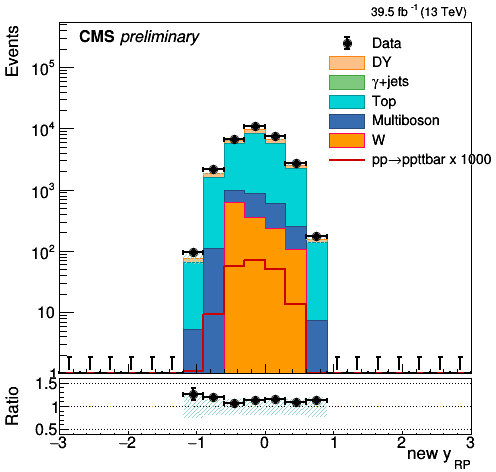 39.5 fb⁻¹ (13 TeV)
CMS preliminary
Events
Data
DY
γ+jets
Top
Multiboson
W
pp→ppttbar x 1000
10⁵
10⁴
10³
10²
10
1
Ratio
1.5
1
0.5
−3 −2 −1 0 1 2 3
new y_RP